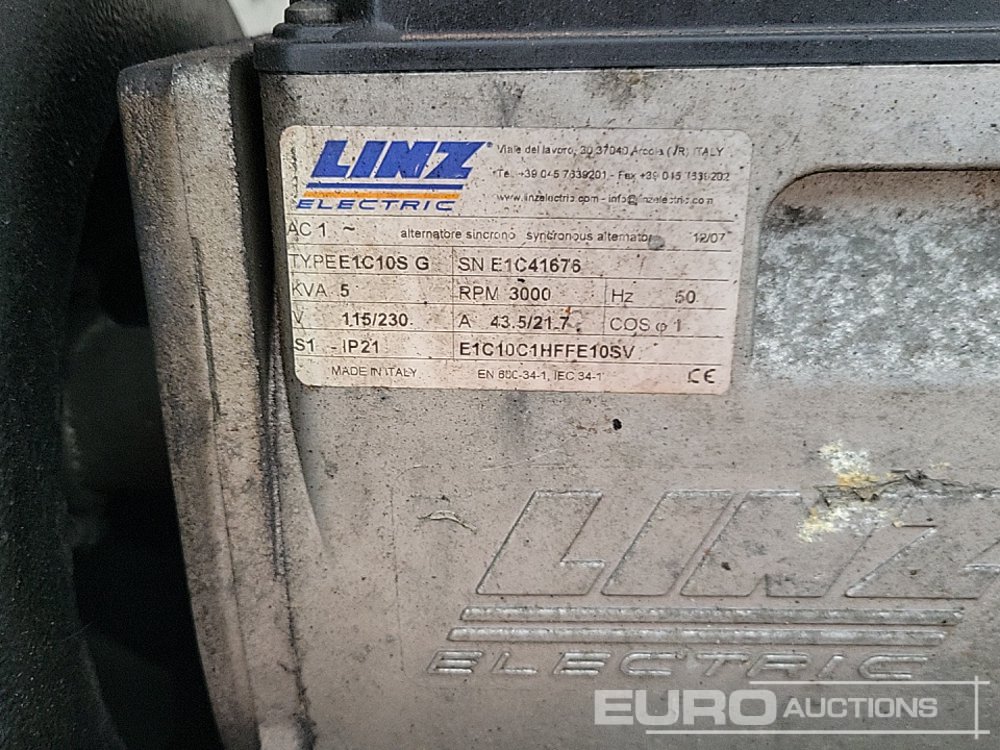 LINZ
ELECTRIC
Viale del lavoro, 30 37040 Arcole (VR) ITALY
Tel. +39 045 7639201 - Fax +39 045 7639202
www.linzelectric.com - info@linzelectric.com
AC 1 ~ alternatore sincrono synchronous alternator 12/07
TYPE E1C10S G SN E1C41676
KVA 5 RPM 3000 Hz 50
V 115/230 A 43.5/21.7 COS φ 1
S1 - IP21 E1C10C1HFFE10SV
MADE IN ITALY EN 600-34-1, IEC 34-1 CE
LINZ
ELECTRIC
EURO AUCTIONS